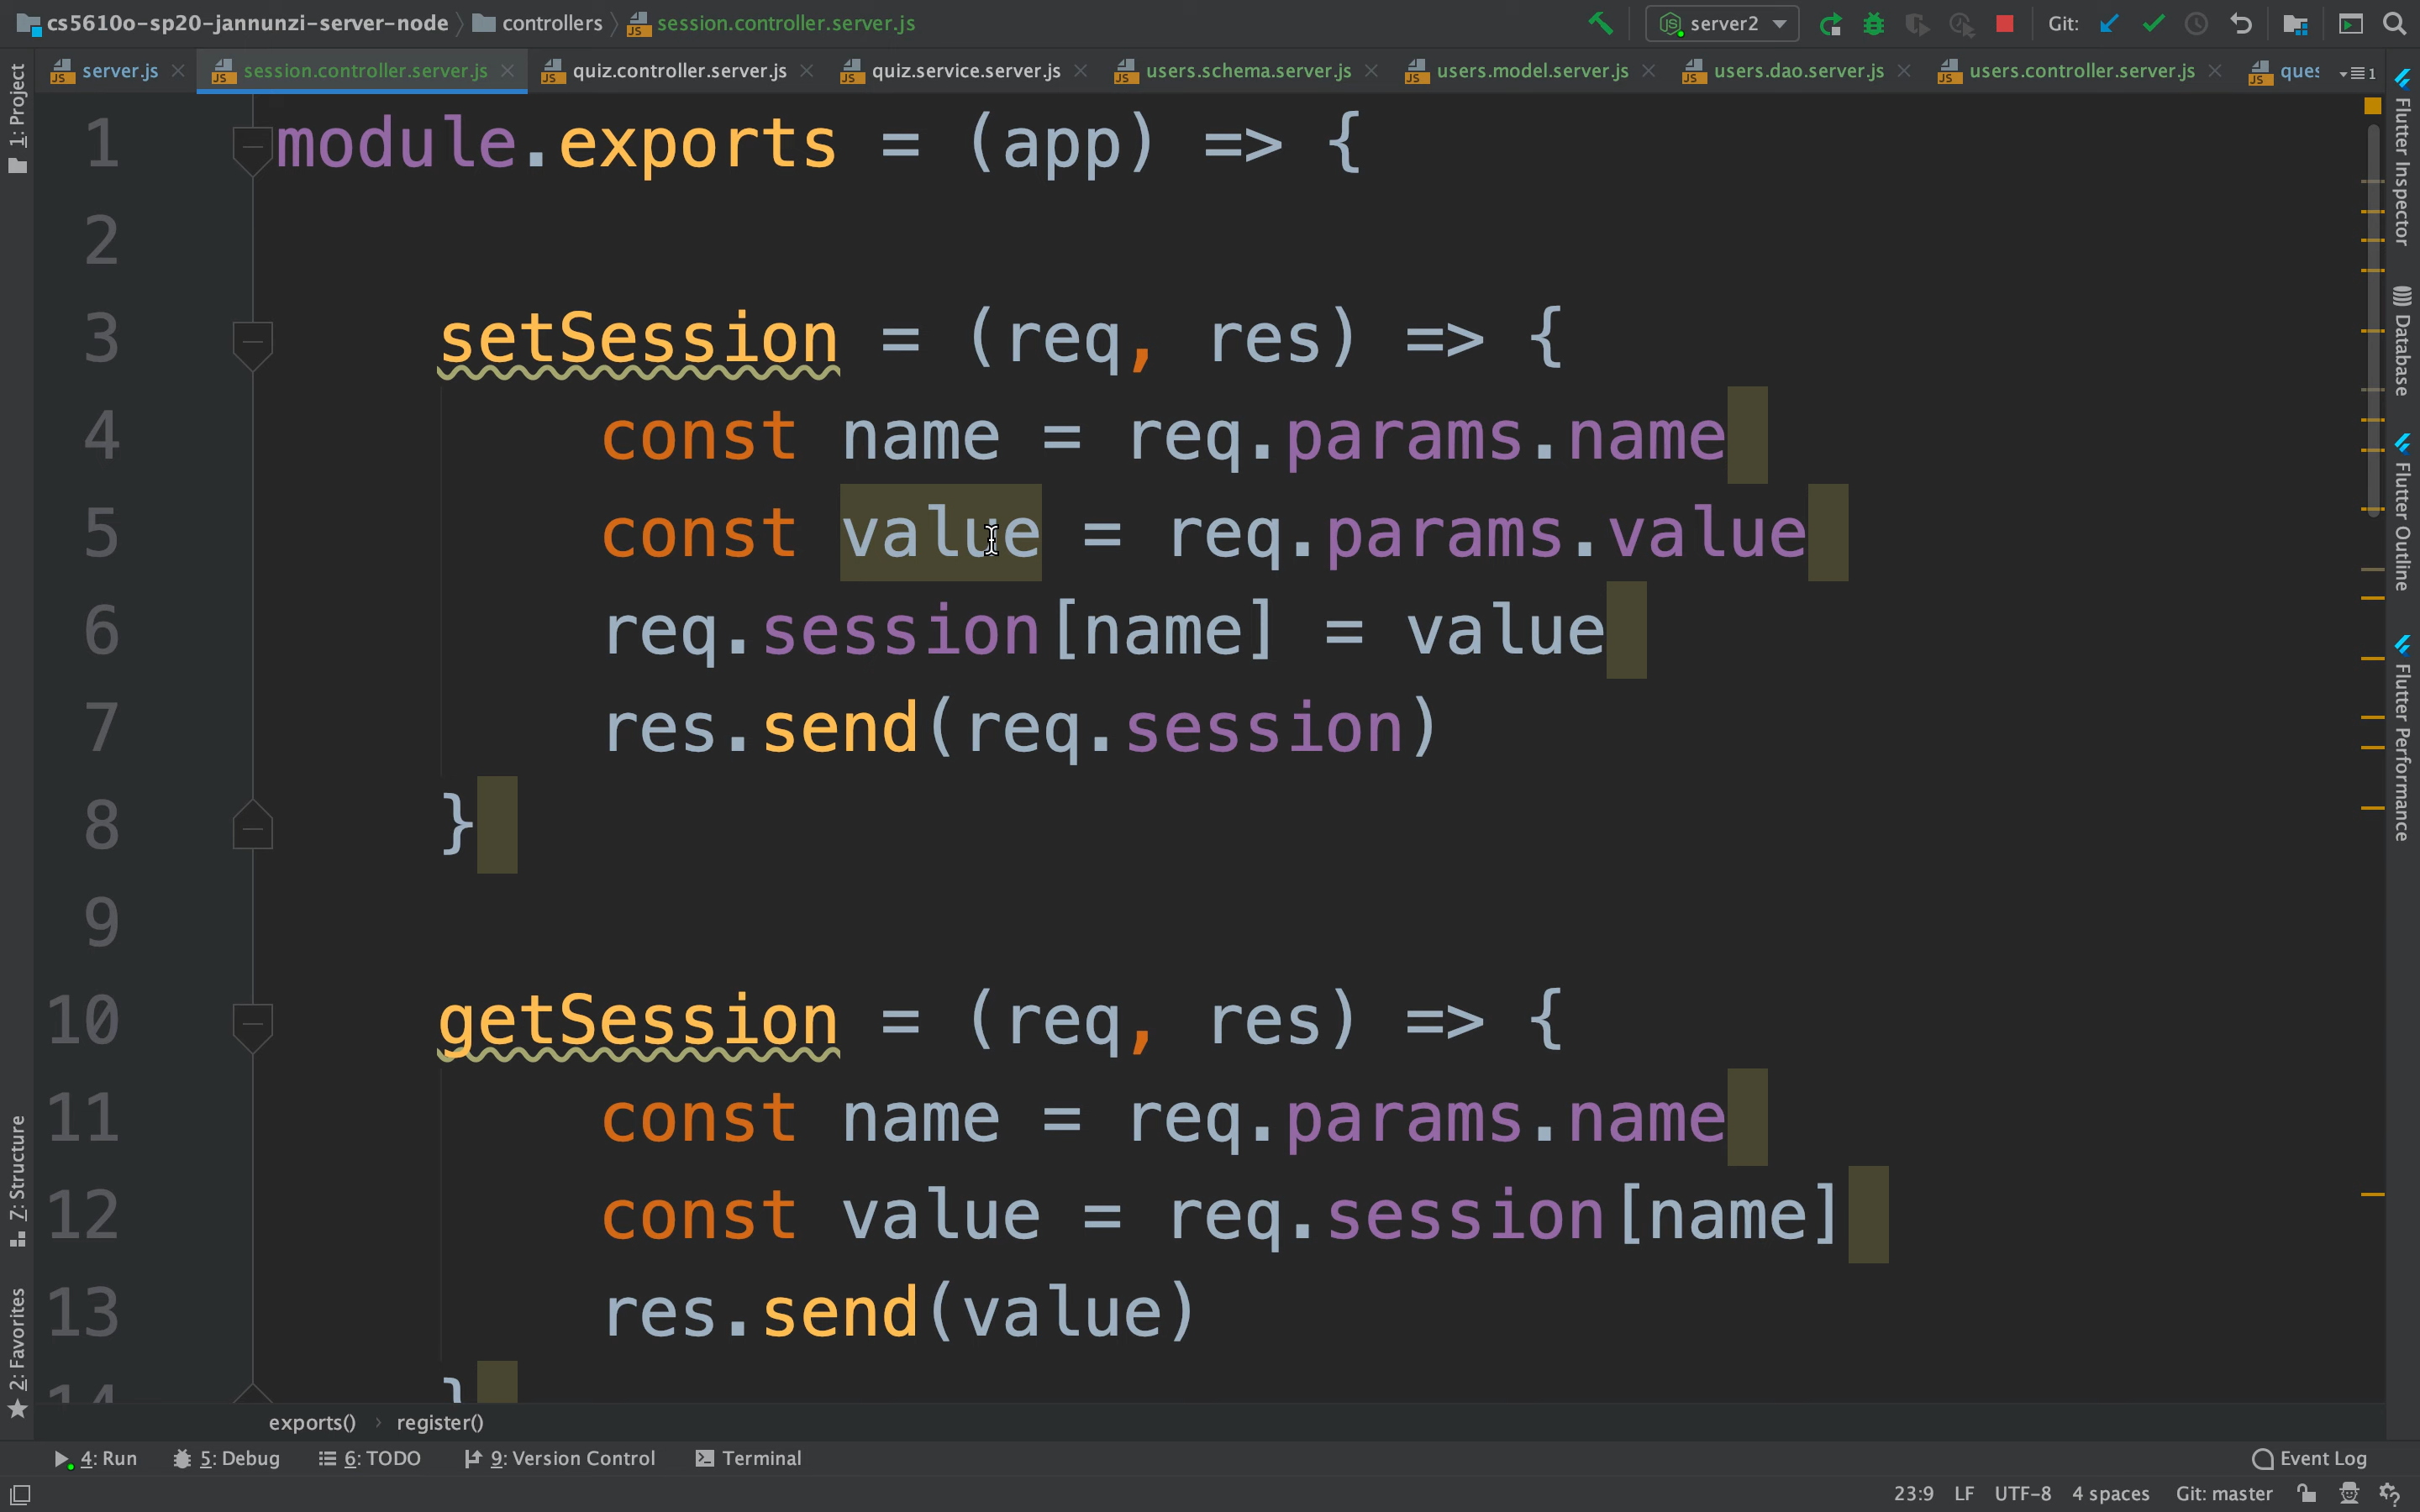 cs5610o-sp20-jannunzi-server-node controllers session.controller.server.js server2 Git:
server.js session.controller.server.js quiz.controller.server.js quiz.service.server.js users.schema.server.js users.model.server.js users.dao.server.js users.controller.server.js ques 1
1: Project
7: Structure
2: Favorites
1 module.exports = (app) => {
2
3 setSession = (req, res) => {
4 const name = req.params.name
5 const value = req.params.value
6 req.session[name] = value
7 res.send(req.session)
8 }
9
10 getSession = (req, res) => {
11 const name = req.params.name
12 const value = req.session[name]
13 res.send(value)
14 }
Flutter Inspector
Database
Flutter Outline
Flutter Performance
exports() register()
4: Run 5: Debug 6: TODO 9: Version Control Terminal Event Log
23:9 LF UTF-8 4 spaces Git: master